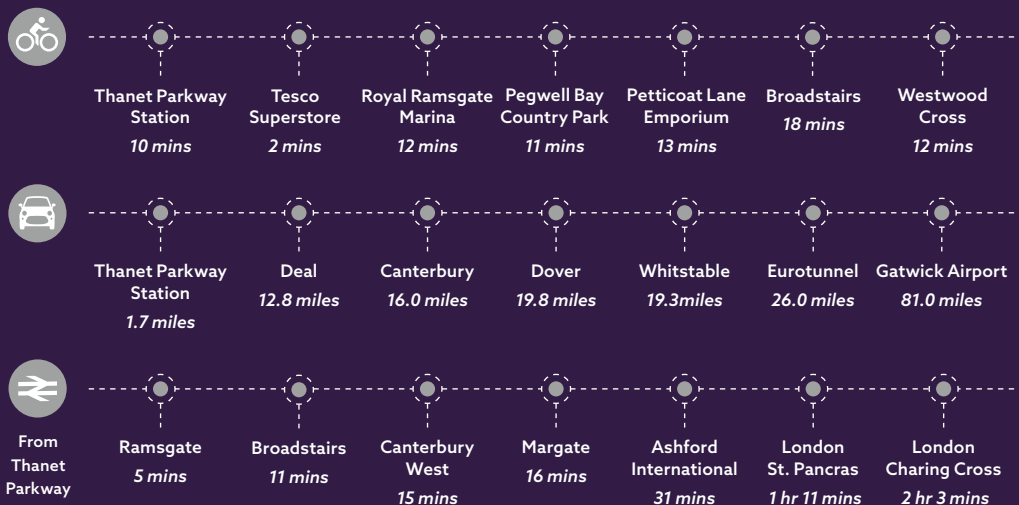 Thanet Parkway
Station
10 mins
Tesco
Superstore
2 mins
Royal Ramsgate
Marina
12 mins
Pegwell Bay
Country Park
11 mins
Petticoat Lane
Emporium
13 mins
Broadstairs
18 mins
Westwood
Cross
12 mins
Thanet Parkway
Station
1.7 miles
Deal
12.8 miles
Canterbury
16.0 miles
Dover
19.8 miles
Whitstable
19.3miles
Eurotunnel
26.0 miles
Gatwick Airport
81.0 miles
From
Thanet
Parkway
Ramsgate
5 mins
Broadstairs
11 mins
Canterbury
West
15 mins
Margate
16 mins
Ashford
International
31 mins
London
St. Pancras
1 hr 11 mins
London
Charing Cross
2 hr 3 mins